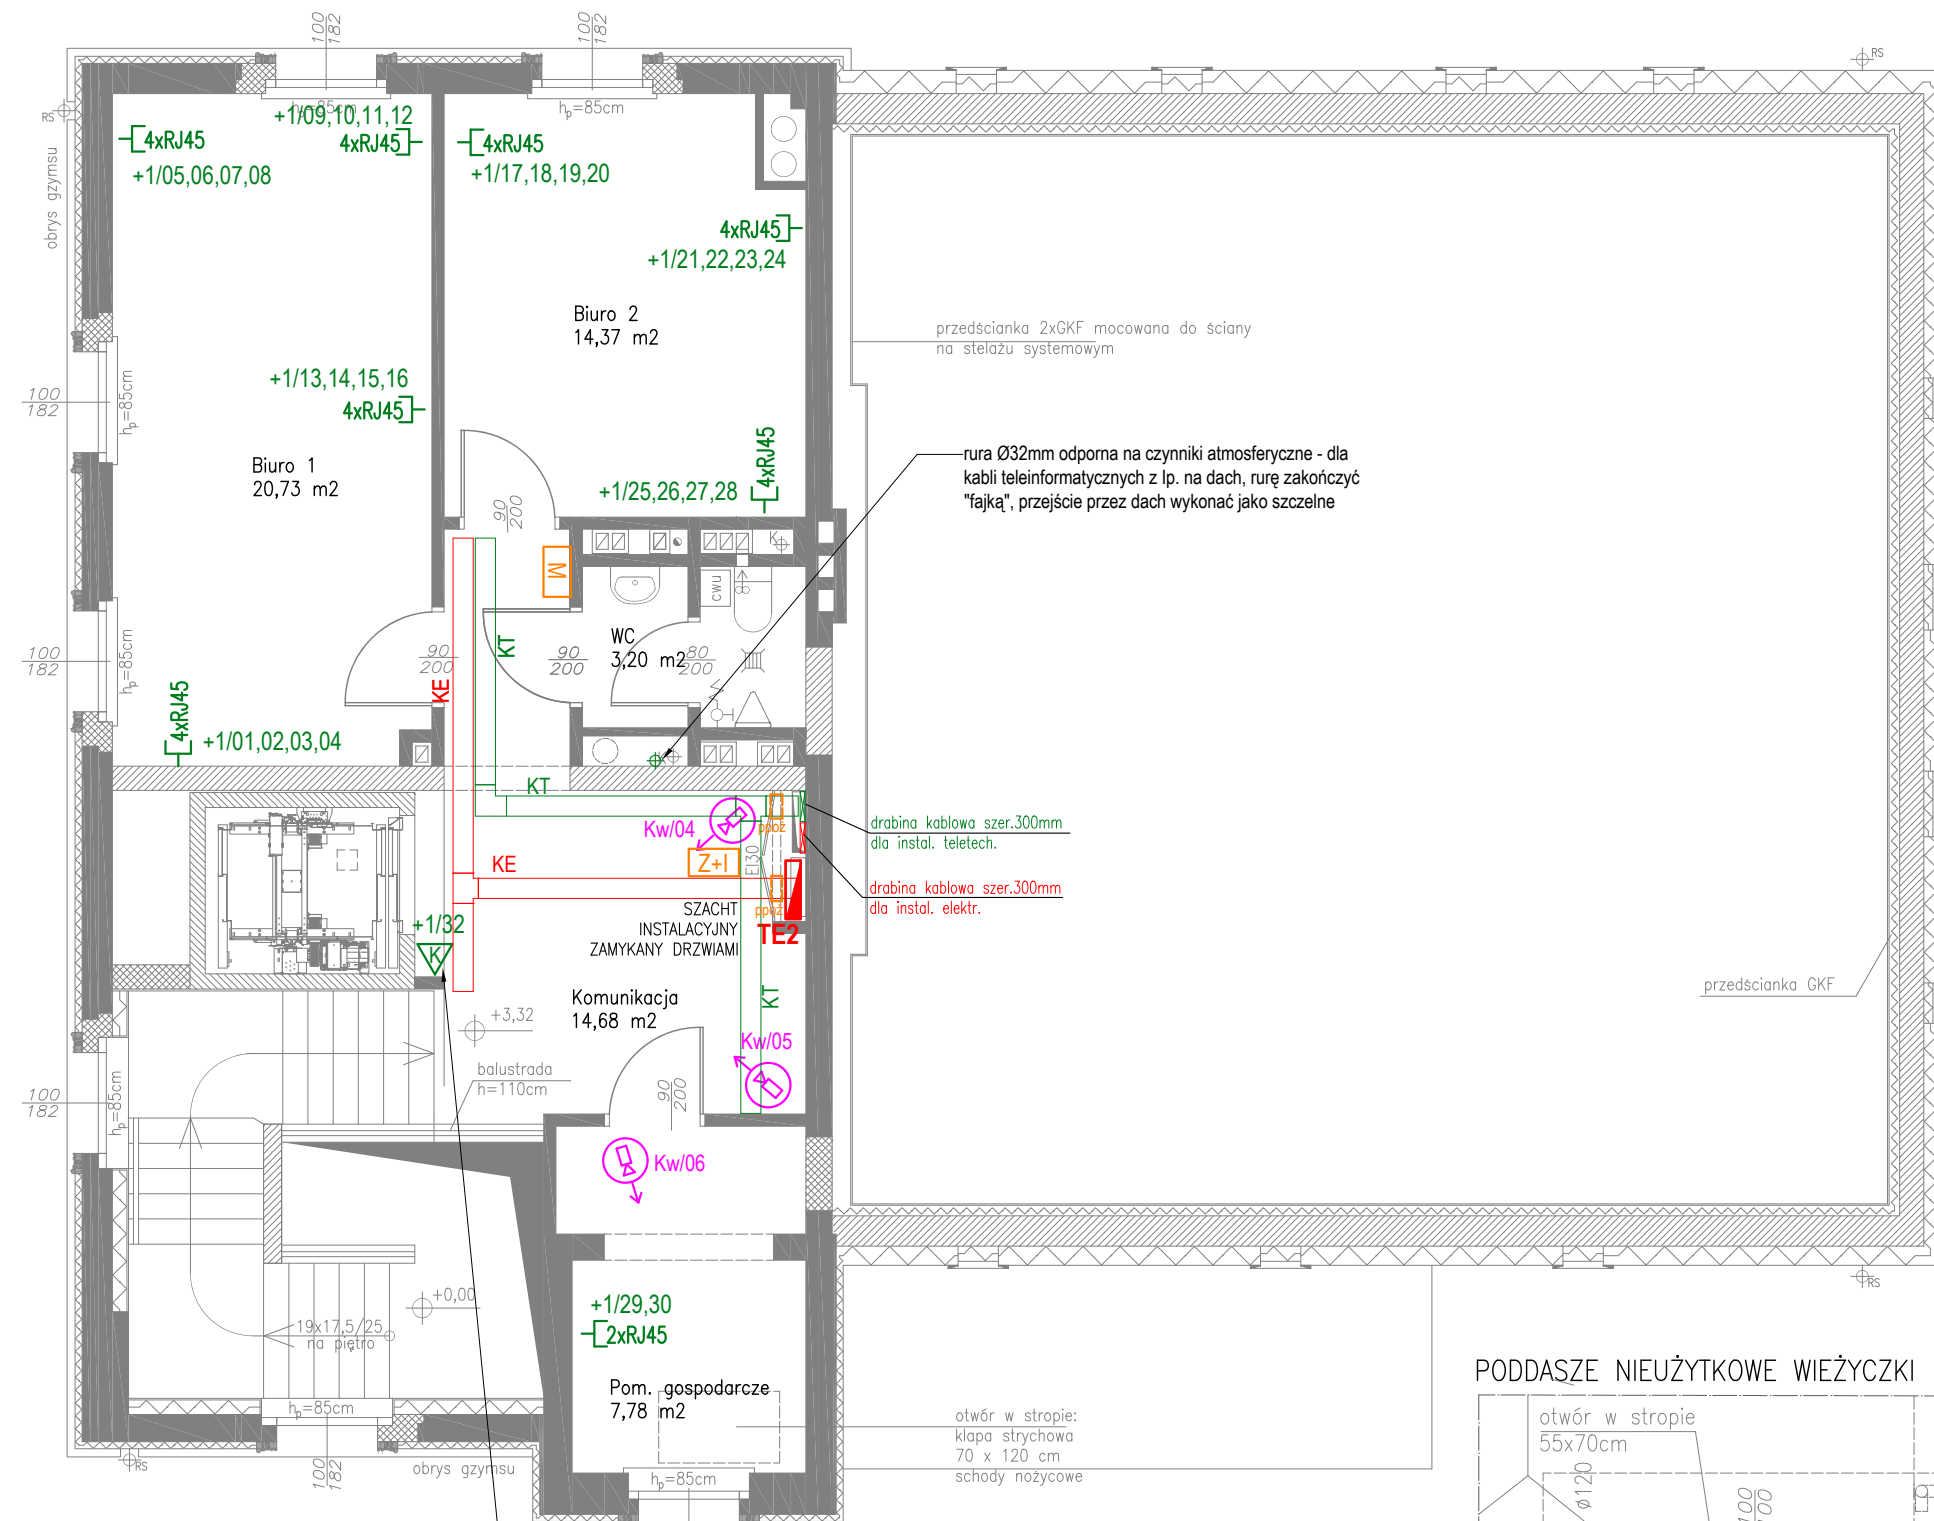 100
182
100
182
RS
RS
obrys gzymsu
hp=85cm
+1/09,10,11,12
4xRJ45
4xRJ45
+1/05,06,07,08
hp=85cm
4xRJ45
+1/17,18,19,20
4xRJ45
+1/21,22,23,24
Biuro 2
14,37 m2
przedścianka 2xGKF mocowana do ściany
na stelażu systemowym
+1/13,14,15,16
4xRJ45
100
182
hp=85cm
Biuro 1
20,73 m2
4xRJ45
+1/25,26,27,28
90
200
rura Ø32mm odporna na czynniki atmosferyczne - dla
kabli teleinformatycznych z Ip. na dach, rurę zakończyć
"fajką", przejście przez dach wykonać jako szczelne
M
K
cwu
KT
WC
3,20 m2
90
200
90
200
80
200
100
182
hp=85cm
KE
4xRJ45
+1/01,02,03,04
KT
Kw/04
ppoż
drabina kablowa szer.300mm
dla instal. teletech.
KE
Z+I
EI30
drabina kablowa szer.300mm
dla instal. elektr.
ppoż
SZACHT
INSTALACYJNY
ZAMYKANY DRZWIAMI
TE2
+1/32
K
KT
Komunikacja
14,68 m2
+3,32
przedścianka GKF
Kw/05
balustrada
h=110cm
90
200
100
182
hp=85cm
Kw/06
+0,00
19x17,5/25
na piętro
+1/29,30
2xRJ45
RS
Pom. gospodarcze
7,78 m2
hp=85cm
PODDASZE NIEUŻYTKOWE WIEŻYCZKI
otwór w stropie:
klapa strychowa
70 x 120 cm
schody nożycowe
otwór w stropie
55x70cm
RS
100
182
obrys gzymsu
hp=85cm
ø120
100